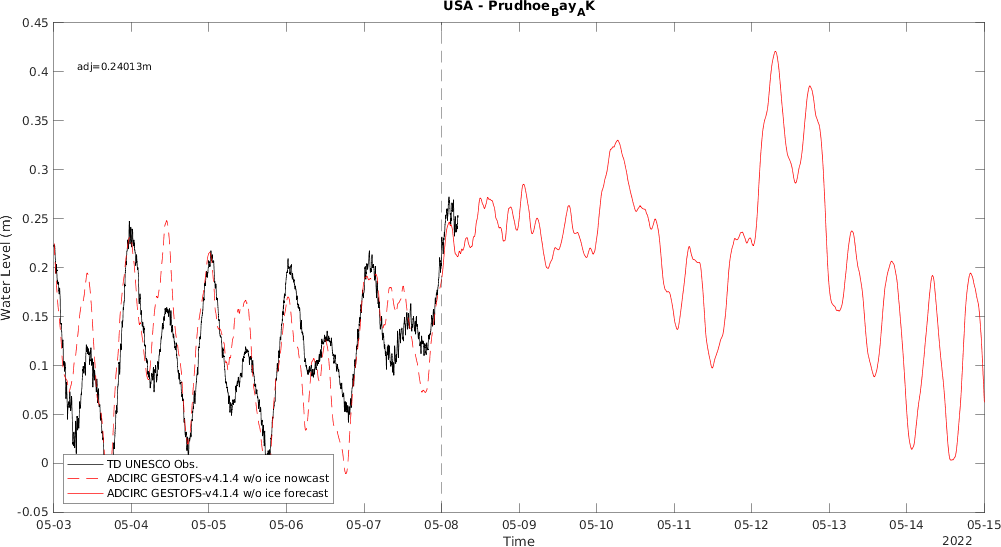 USA - Prudhoe_Bay_AK
adj=0.24013m
0.45
0.4
0.35
0.3
0.25
0.2
0.15
0.1
0.05
0
-0.05
Water Level (m)
TD UNESCO Obs.
ADCIRC GESTOFS-v4.1.4 w/o ice nowcast
ADCIRC GESTOFS-v4.1.4 w/o ice forecast
05-03 05-04 05-05 05-06 05-07 05-08 05-09 05-10 05-11 05-12 05-13 05-14 05-15
Time
2022